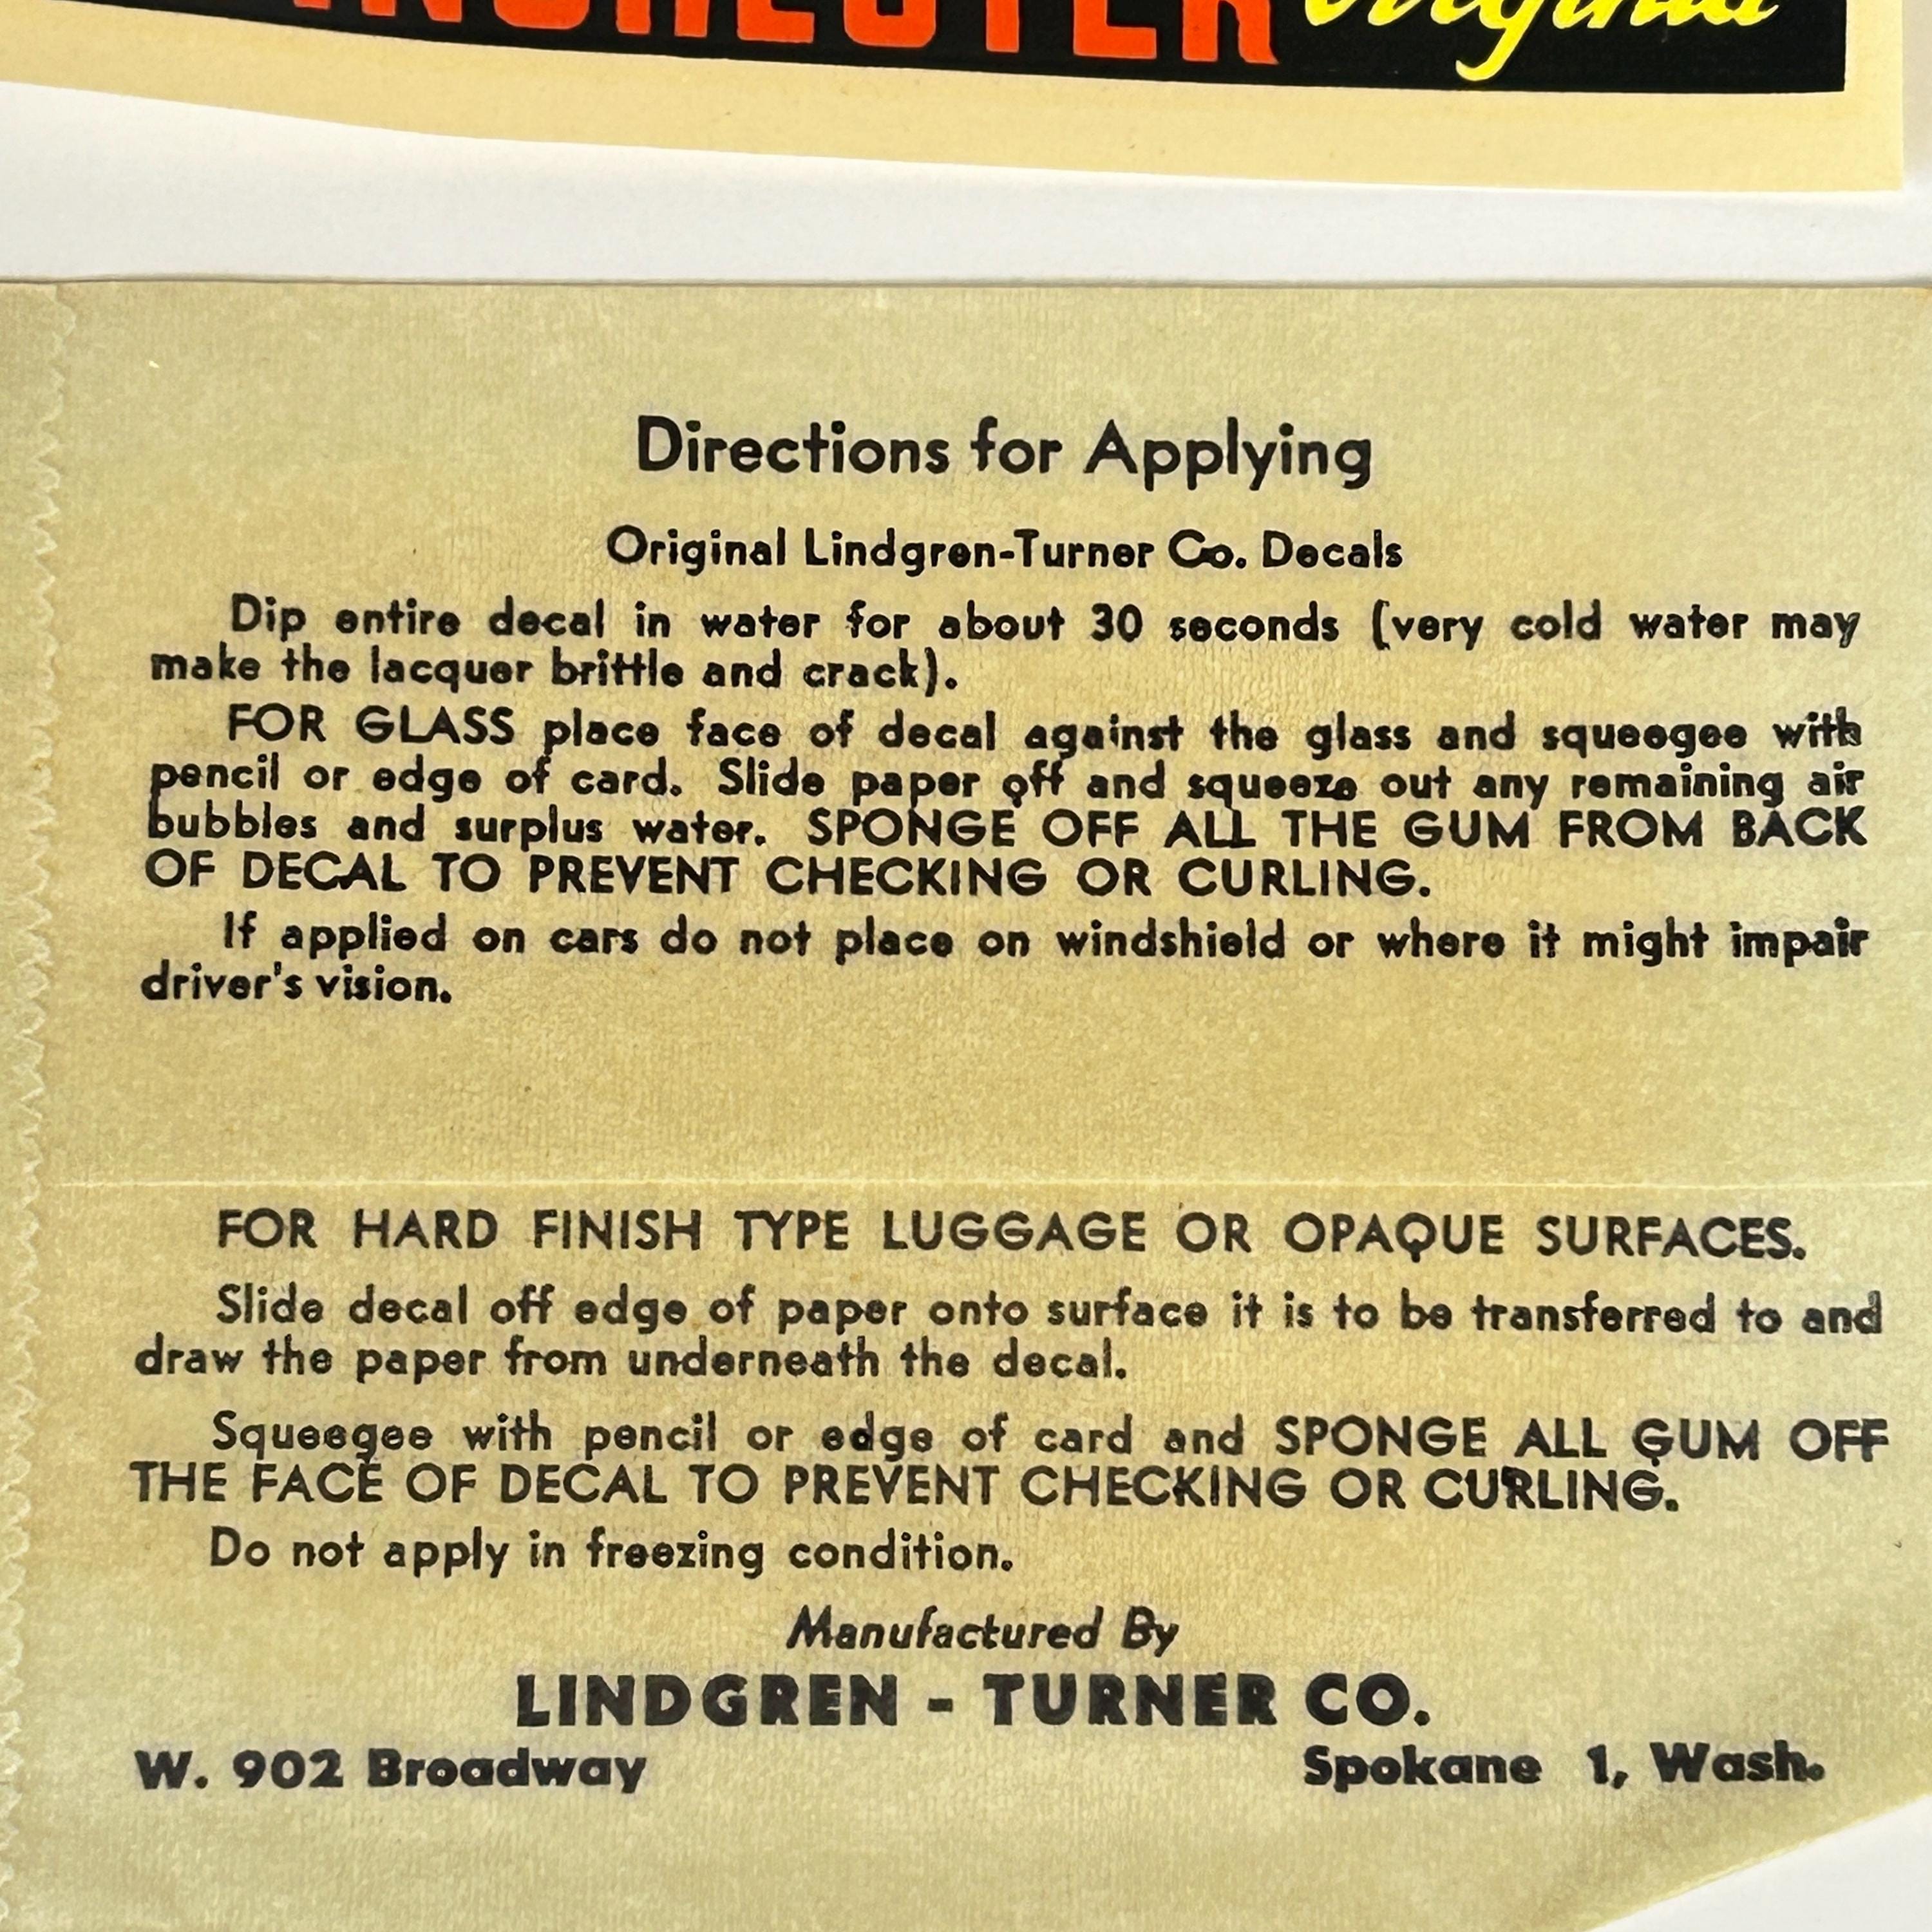 WINCHESTER Virginia
Directions for Applying
Original Lindgren-Turner Co. Decals
Dip entire decal in water for about 30 seconds (very cold water may
make the lacquer brittle and crack).
FOR GLASS place face of decal against the glass and squeegee with
pencil or edge of card. Slide paper off and squeeze out any remaining air
bubbles and surplus water. SPONGE OFF ALL THE GUM FROM BACK
OF DECAL TO PREVENT CHECKING OR CURLING.
If applied on cars do not place on windshield or where it might impair
driver's vision.
FOR HARD FINISH TYPE LUGGAGE OR OPAQUE SURFACES.
Slide decal off edge of paper onto surface it is to be transferred to and
draw the paper from underneath the decal.
Squeegee with pencil or edge of card and SPONGE ALL GUM OFF
THE FACE OF DECAL TO PREVENT CHECKING OR CURLING.
Do not apply in freezing condition.
Manufactured By
LINDGREN - TURNER CO.
W. 902 Broadway Spokane 1, Wash.